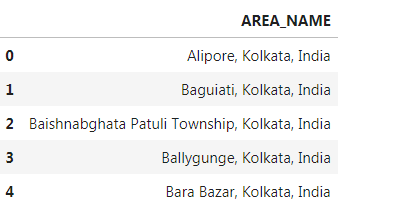 AREA_NAME
0 Alipore, Kolkata, India
1 Baguiati, Kolkata, India
2 Baishnabghata Patuli Township, Kolkata, India
3 Ballygunge, Kolkata, India
4 Bara Bazar, Kolkata, India